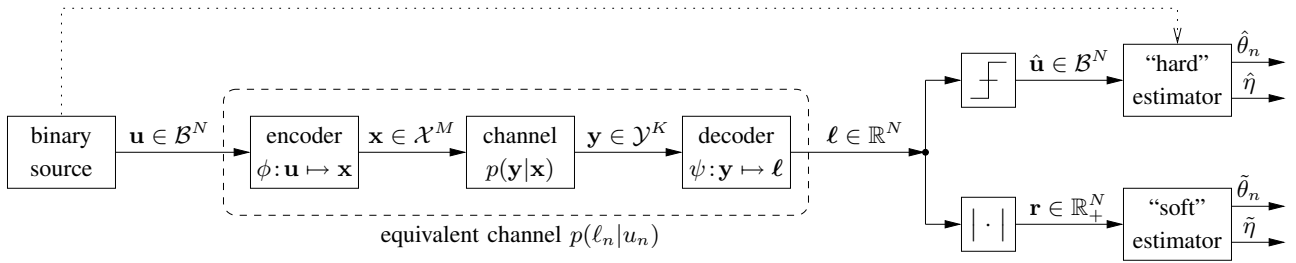 binary
source
u ∈ 𝓑^N
encoder
ϕ : u ↦ x
x ∈ 𝒳^M
channel
p(y|x)
y ∈ 𝒴^K
decoder
ψ : y ↦ ℓ
ℓ ∈ ℝ^N
equivalent channel p(ℓ_n|u_n)
û ∈ 𝓑^N
“hard”
estimator
θ̂_n
η̂
| · |
r ∈ ℝ_+^N
“soft”
estimator
θ̃_n
η̃